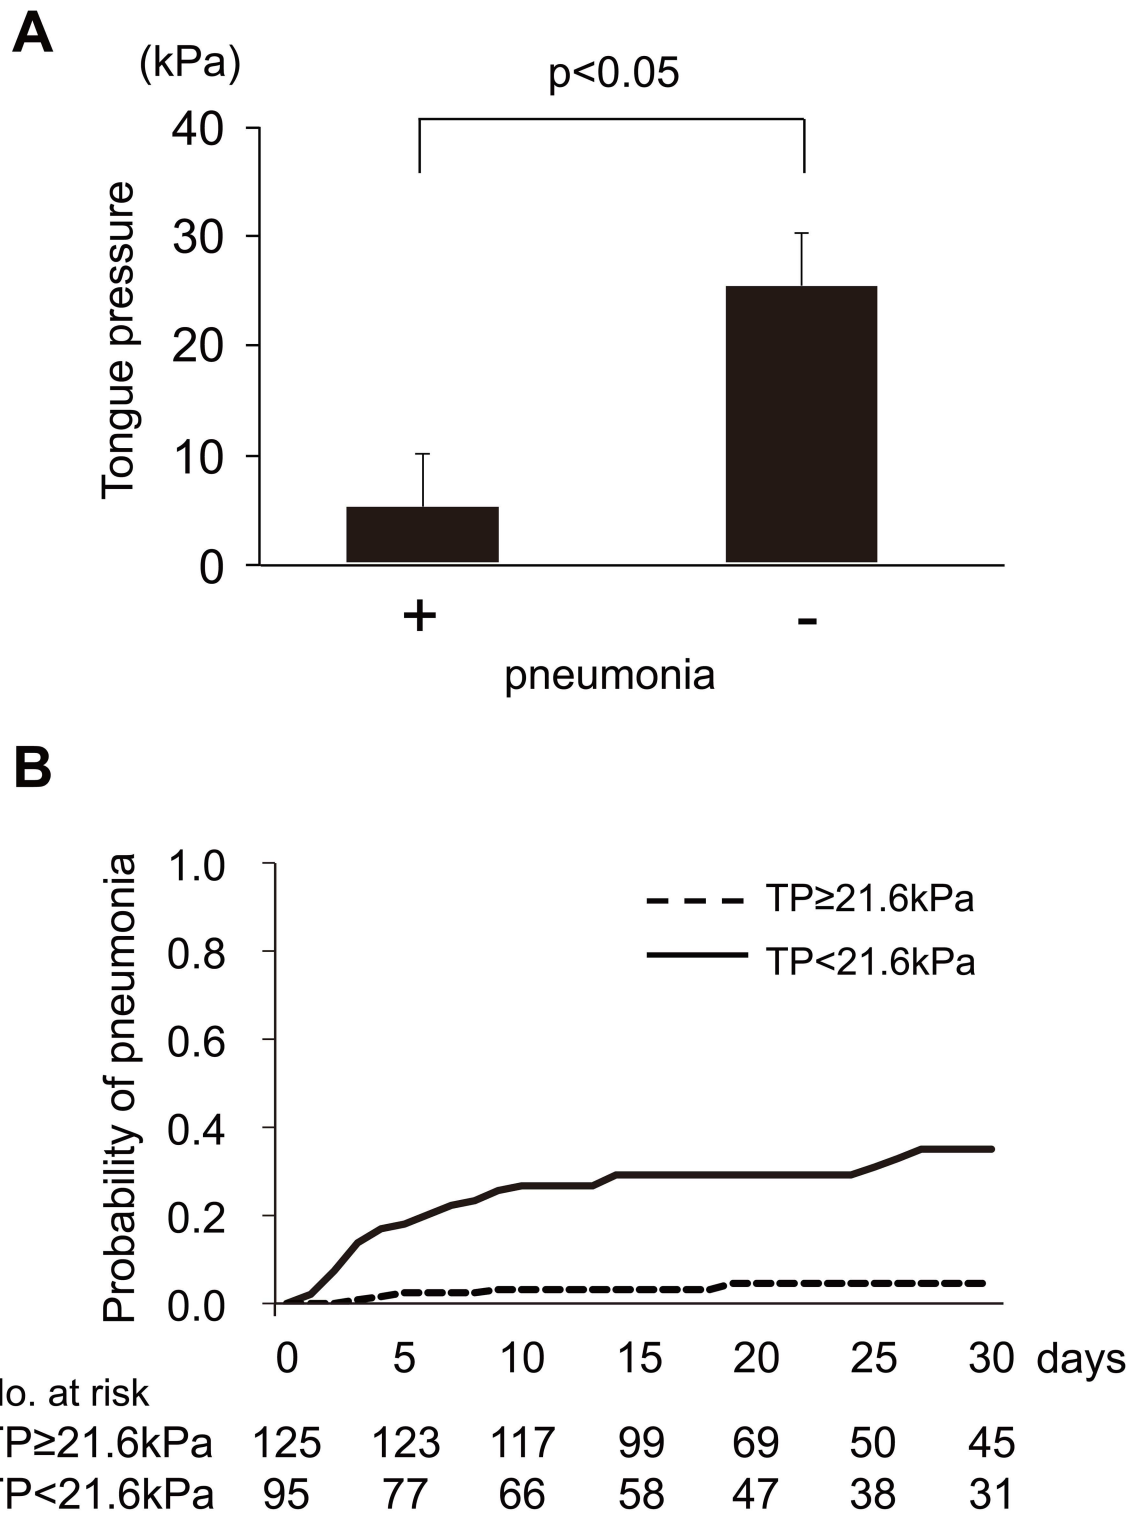 A
(kPa)
p<0.05
40
30
20
10
0
Tongue pressure
+ -
pneumonia
B
1.0
0.8
0.6
0.4
0.2
0.0
Probability of pneumonia
TP≥21.6kPa
TP<21.6kPa
0 5 10 15 20 25 30 days
lo. at risk
TP≥21.6kPa 125 123 117 99 69 50 45
TP<21.6kPa 95 77 66 58 47 38 31